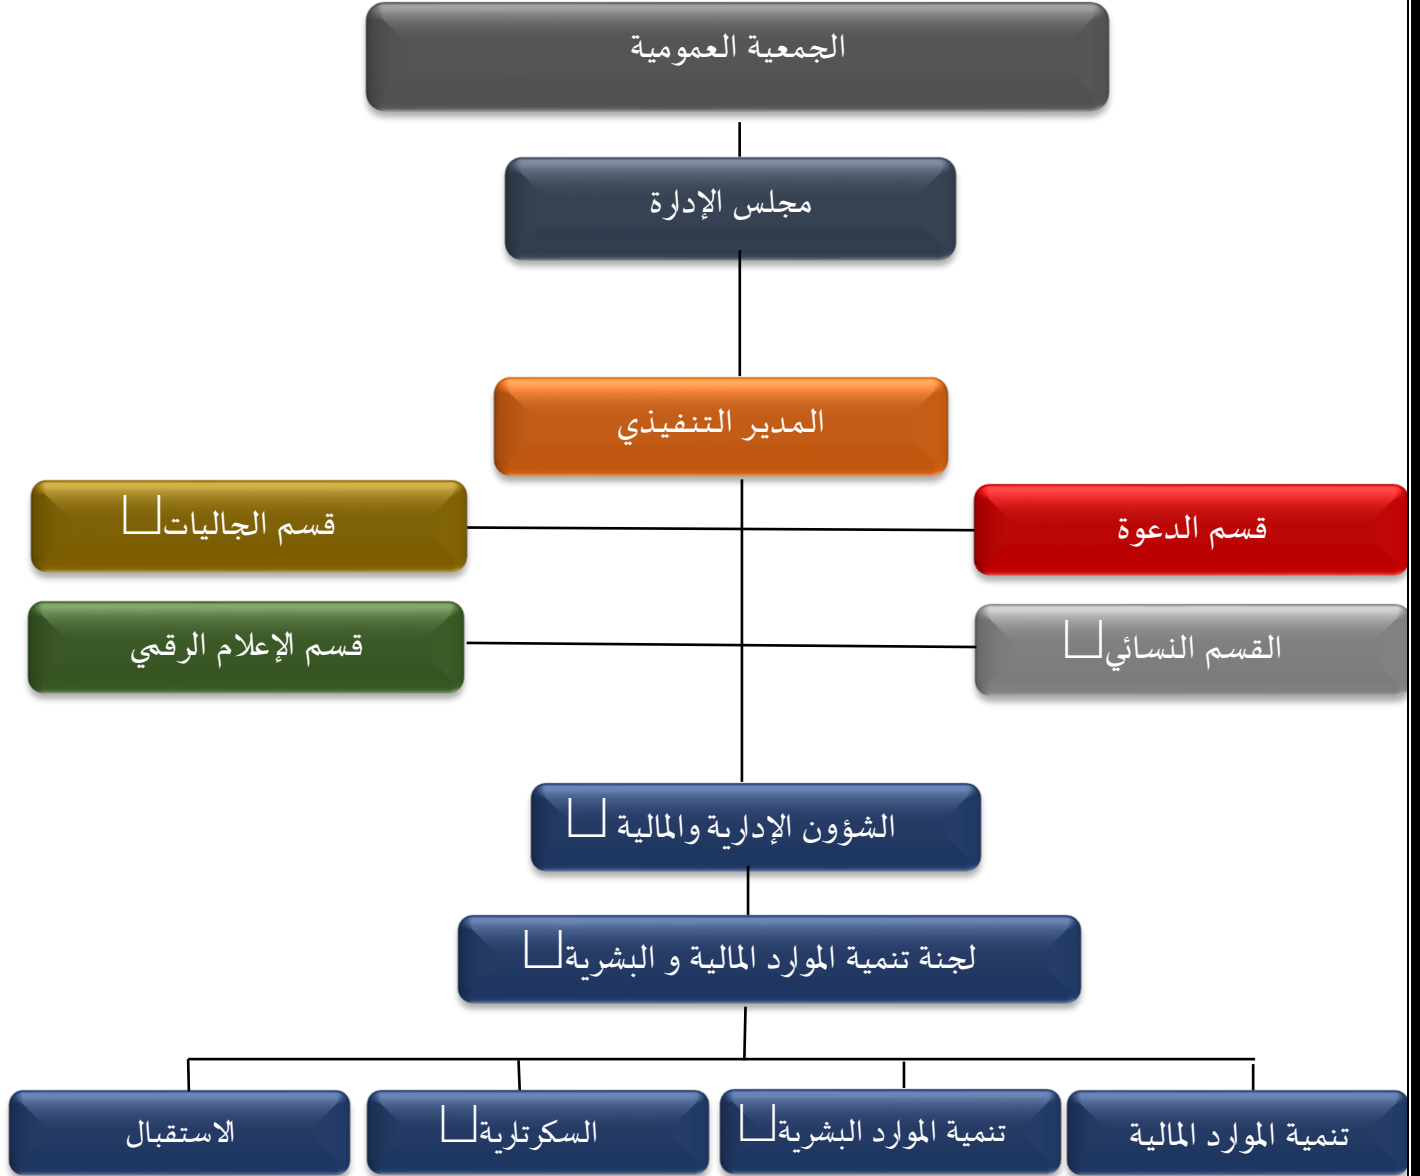 الجمعية العمومية
مجلس الإدارة
المدير التنفيذي
قسم الدعوة
قسم الجاليات
القسم النسائي
قسم الإعلام الرقمي
الشؤون الإدارية والمالية
لجنة تنمية الموارد المالية و البشرية
تنمية الموارد المالية
تنمية الموارد البشرية
السكرتارية
الاستقبال